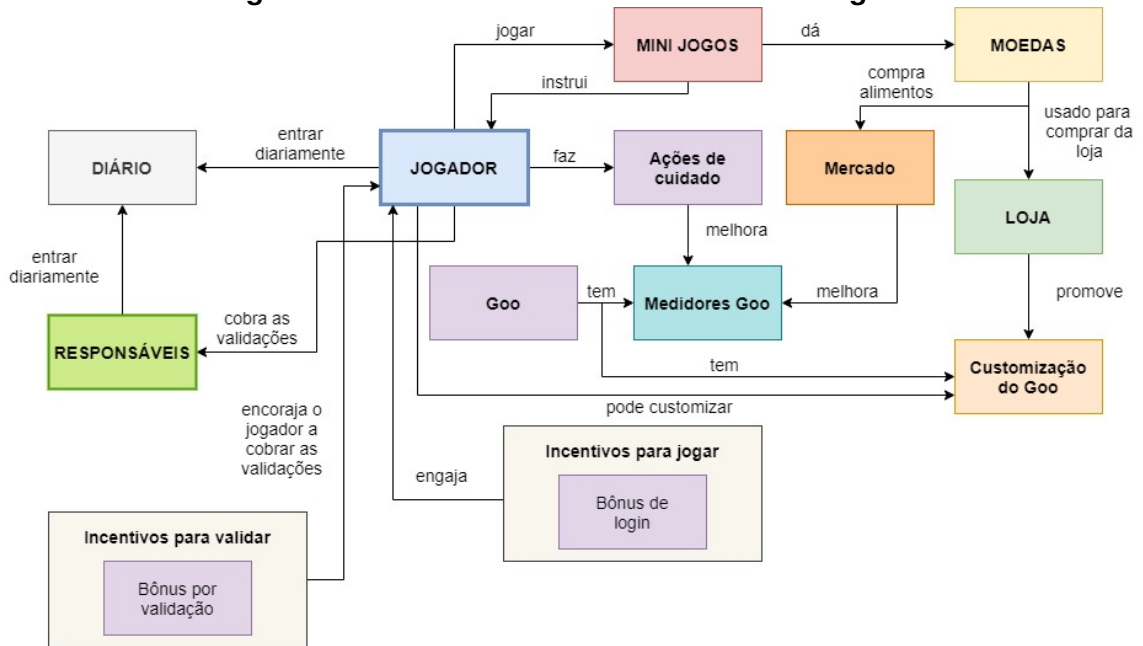 jogar
MINI JOGOS
dá
MOEDAS
instrui
compra
alimentos
usado para
comprar da
loja
entrar
diariamente
DIÁRIO
JOGADOR
faz
Ações de
cuidado
Mercado
LOJA
melhora
entrar
diariamente
Goo
tem
Medidores Goo
melhora
promove
cobra as
validações
RESPONSÁVEIS
tem
Customização
do Goo
pode customizar
encoraja o
jogador a
cobrar as
validações
engaja
Incentivos para jogar
Bônus de
login
Incentivos para validar
Bônus por
validação